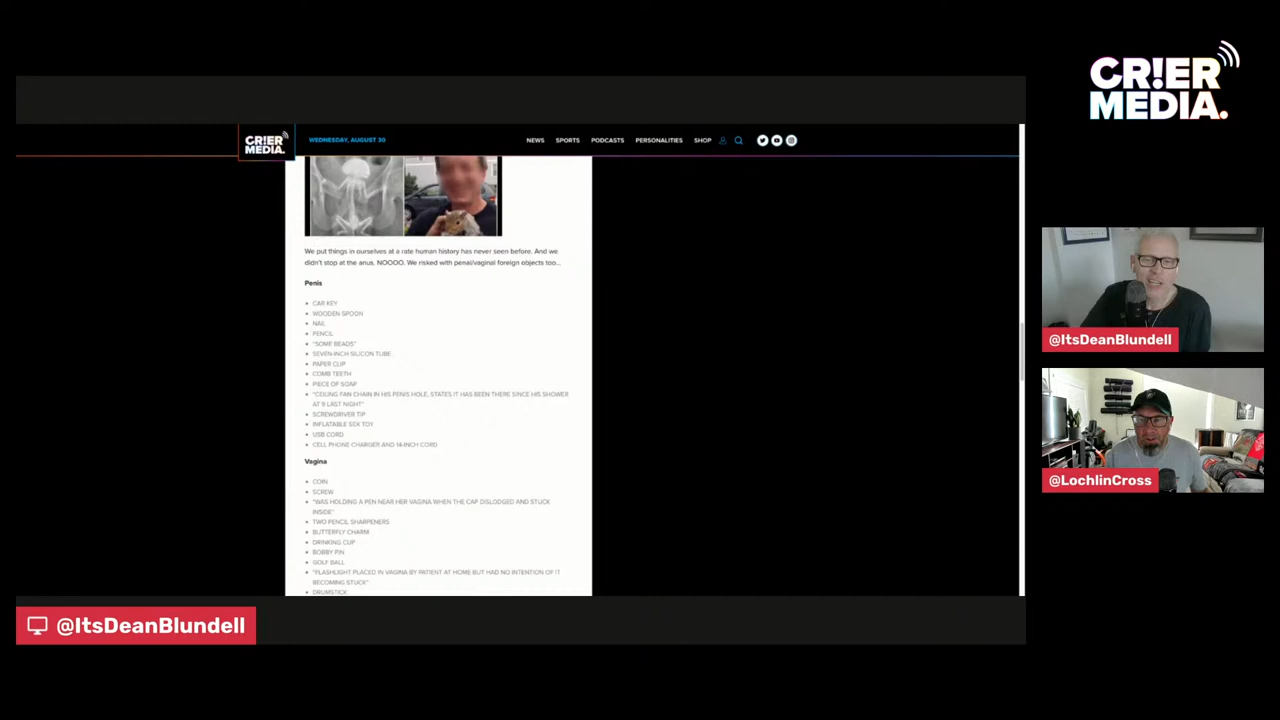 CR!ER
MEDIA.
CR!ER
MEDIA.
WEDNESDAY, AUGUST 30
NEWS SPORTS PODCASTS PERSONALITIES SHOP
We put things in ourselves at a rate human history has never seen before. And we
didn't stop at the anus. NOOOO. We risked with penal/vaginal foreign objects too...
Penis
• CAR KEY
• WOODEN SPOON
• NAIL
• PENCIL
• "SOME BEADS"
• SEVEN-INCH SILICON TUBE
• PAPER CLIP
• COMB TEETH
• PIECE OF SOAP
• "CEILING FAN CHAIN IN HIS PENIS HOLE, STATES IT HAS BEEN THERE SINCE HIS SHOWER
AT 9 LAST NIGHT"
• SCREWDRIVER TIP
• INFLATABLE SEX TOY
• USB CORD
• CELL PHONE CHARGER AND 14-INCH CORD
Vagina
• COIN
• SCREW
• "WAS HOLDING A PEN NEAR HER VAGINA WHEN THE CAP DISLODGED AND STUCK
INSIDE"
• TWO PENCIL SHARPENERS
• BUTTERFLY CHARM
• DRINKING CUP
• BOBBY PIN
• GOLF BALL
• "FLASHLIGHT PLACED IN VAGINA BY PATIENT AT HOME BUT HAD NO INTENTION OF IT
BECOMING STUCK"
• DRUMSTICK
@ItsDeanBlundell
@LochlinCross
@ItsDeanBlundell